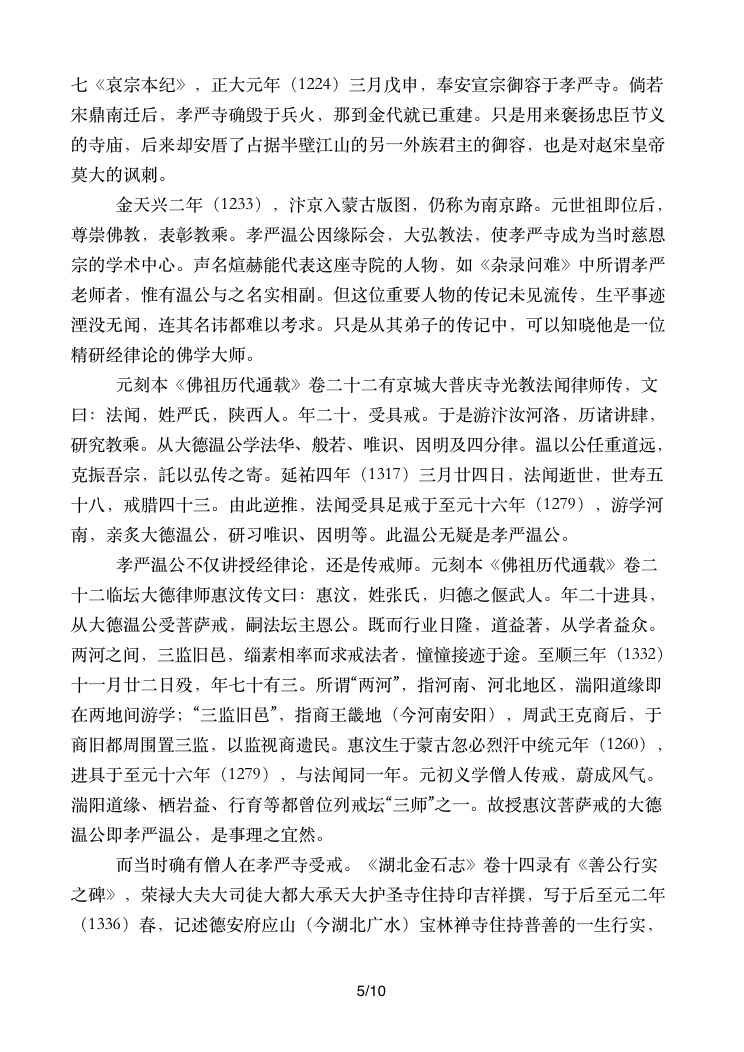 七《哀宗本纪》，正大元年（1224）三月戊申，奉安宣宗御容于孝严寺。倘若
宋鼎南迁后，孝严寺确毁于兵火，那到金代就已重建。只是用来褒扬忠臣节义
的寺庙，后来却安厝了占据半壁江山的另一外族君主的御容，也是对赵宋皇帝
莫大的讽刺。
金天兴二年（1233），汴京入蒙古版图，仍称为南京路。元世祖即位后，
尊崇佛教，表彰教乘。孝严温公因缘际会，大弘教法，使孝严寺成为当时慈恩
宗的学术中心。声名煊赫能代表这座寺院的人物，如《杂录问难》中所谓孝严
老师者，惟有温公与之名实相副。但这位重要人物的传记未见流传，生平事迹
湮没无闻，连其名讳都难以考求。只是从其弟子的传记中，可以知晓他是一位
精研经律论的佛学大师。
元刻本《佛祖历代通载》卷二十二有京城大普庆寺光教法闻律师传，文
曰：法闻，姓严氏，陕西人。年二十，受具戒。于是游汴汝河洛，历诸讲肆，
研究教乘。从大德温公学法华、般若、唯识、因明及四分律。温以公任重道远，
克振吾宗，託以弘传之寄。延祐四年（1317）三月廿四日，法闻逝世，世寿五
十八，戒腊四十三。由此逆推，法闻受具足戒于至元十六年（1279），游学河
南，亲炙大德温公，研习唯识、因明等。此温公无疑是孝严温公。
孝严温公不仅讲授经律论，还是传戒师。元刻本《佛祖历代通载》卷二
十二临坛大德律师惠汶传文曰：惠汶，姓张氏，归德之偃武人。年二十进具，
从大德温公受菩萨戒，嗣法坛主恩公。既而行业日隆，道益著，从学者益众。
两河之间，三监旧邑，缁素相率而求戒法者，憧憧接迹于途。至顺三年（1332）
十一月廿二日殁，年七十有三。所谓“两河”，指河南、河北地区，湍阳道缘即
在两地间游学；“三监旧邑”，指商王畿地（今河南安阳），周武王克商后，于
商旧都周围置三监，以监视商遗民。惠汶生于蒙古忽必烈汗中统元年（1260），
进具于至元十六年（1279），与法闻同一年。元初义学僧人传戒，蔚成风气。
湍阳道缘、栖岩益、行育等都曾位列戒坛“三师”之一。故授惠汶菩萨戒的大德
温公即孝严温公，是事理之宜然。
而当时确有僧人在孝严寺受戒。《湖北金石志》卷十四录有《善公行实
之碑》，荣禄大夫大司徒大都大承天大护圣寺住持印吉祥撰，写于后至元二年
（1336）春，记述德安府应山（今湖北广水）宝林禅寺住持普善的一生行实，
5/10